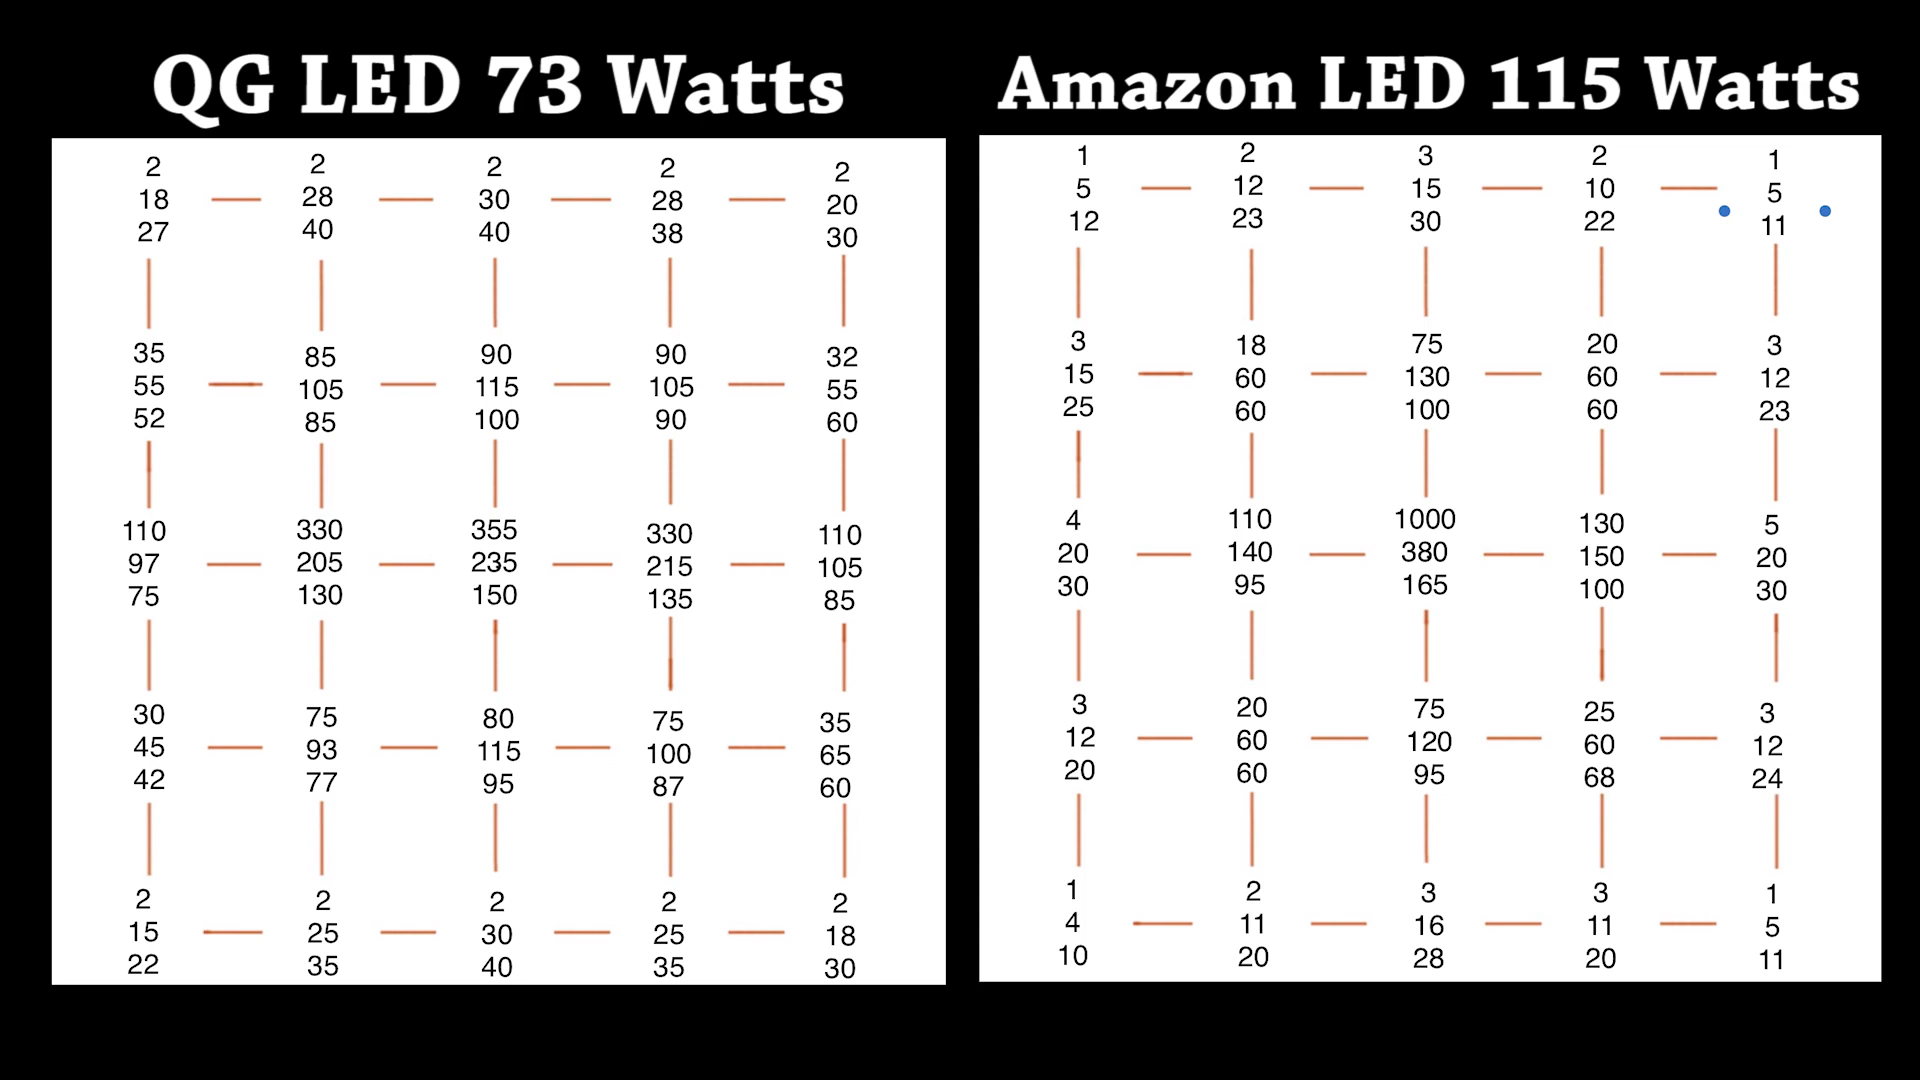 QG LED 73 Watts
2 2 2 2 2
18 28 30 28 20
27 40 40 38 30
35 85 90 90 32
55 105 115 105 55
52 85 100 90 60
110 330 355 330 110
97 205 235 215 105
75 130 150 135 85
30 75 80 75 35
45 93 115 100 65
42 77 95 87 60
2 2 2 2 2
15 25 30 25 18
22 35 40 35 30
Amazon LED 115 Watts
1 2 3 2 1
5 12 15 10 5
12 23 30 22 11
3 18 75 20 3
15 60 130 60 12
25 60 100 60 23
4 110 1000 130 5
20 140 380 150 20
30 95 165 100 30
3 20 75 25 3
12 60 120 60 12
20 60 95 68 24
1 2 3 3 1
4 11 16 11 5
10 20 28 20 11